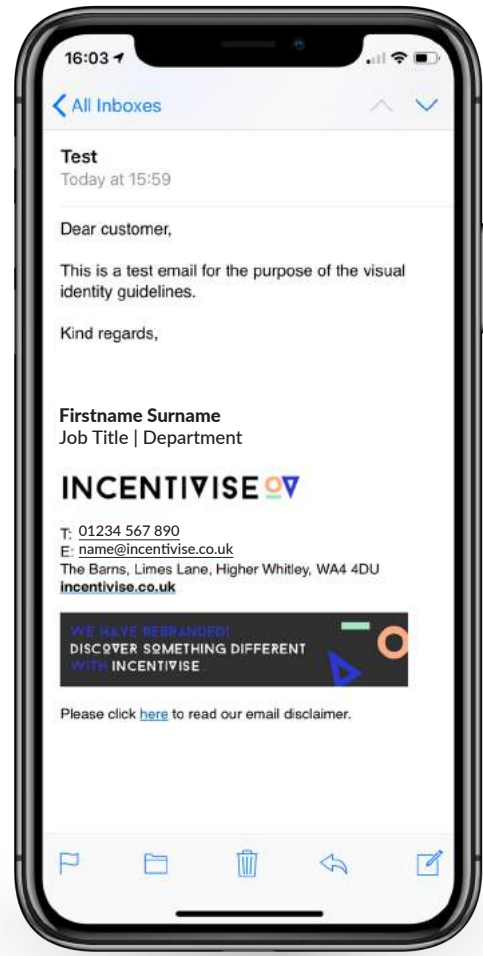 16:03
All Inboxes
Test
Today at 15:59
Dear customer,
This is a test email for the purpose of the visual
identity guidelines.
Kind regards,
Firstname Surname
Job Title | Department
INCENTIVISE
T: 01234 567 890
E: name@incentivise.co.uk
The Barns, Limes Lane, Higher Whitley, WA4 4DU
incentivise.co.uk
WE HAVE REBRANDED!
DISCOVER SOMETHING DIFFERENT
WITH INCENTIVISE
Please click here to read our email disclaimer.